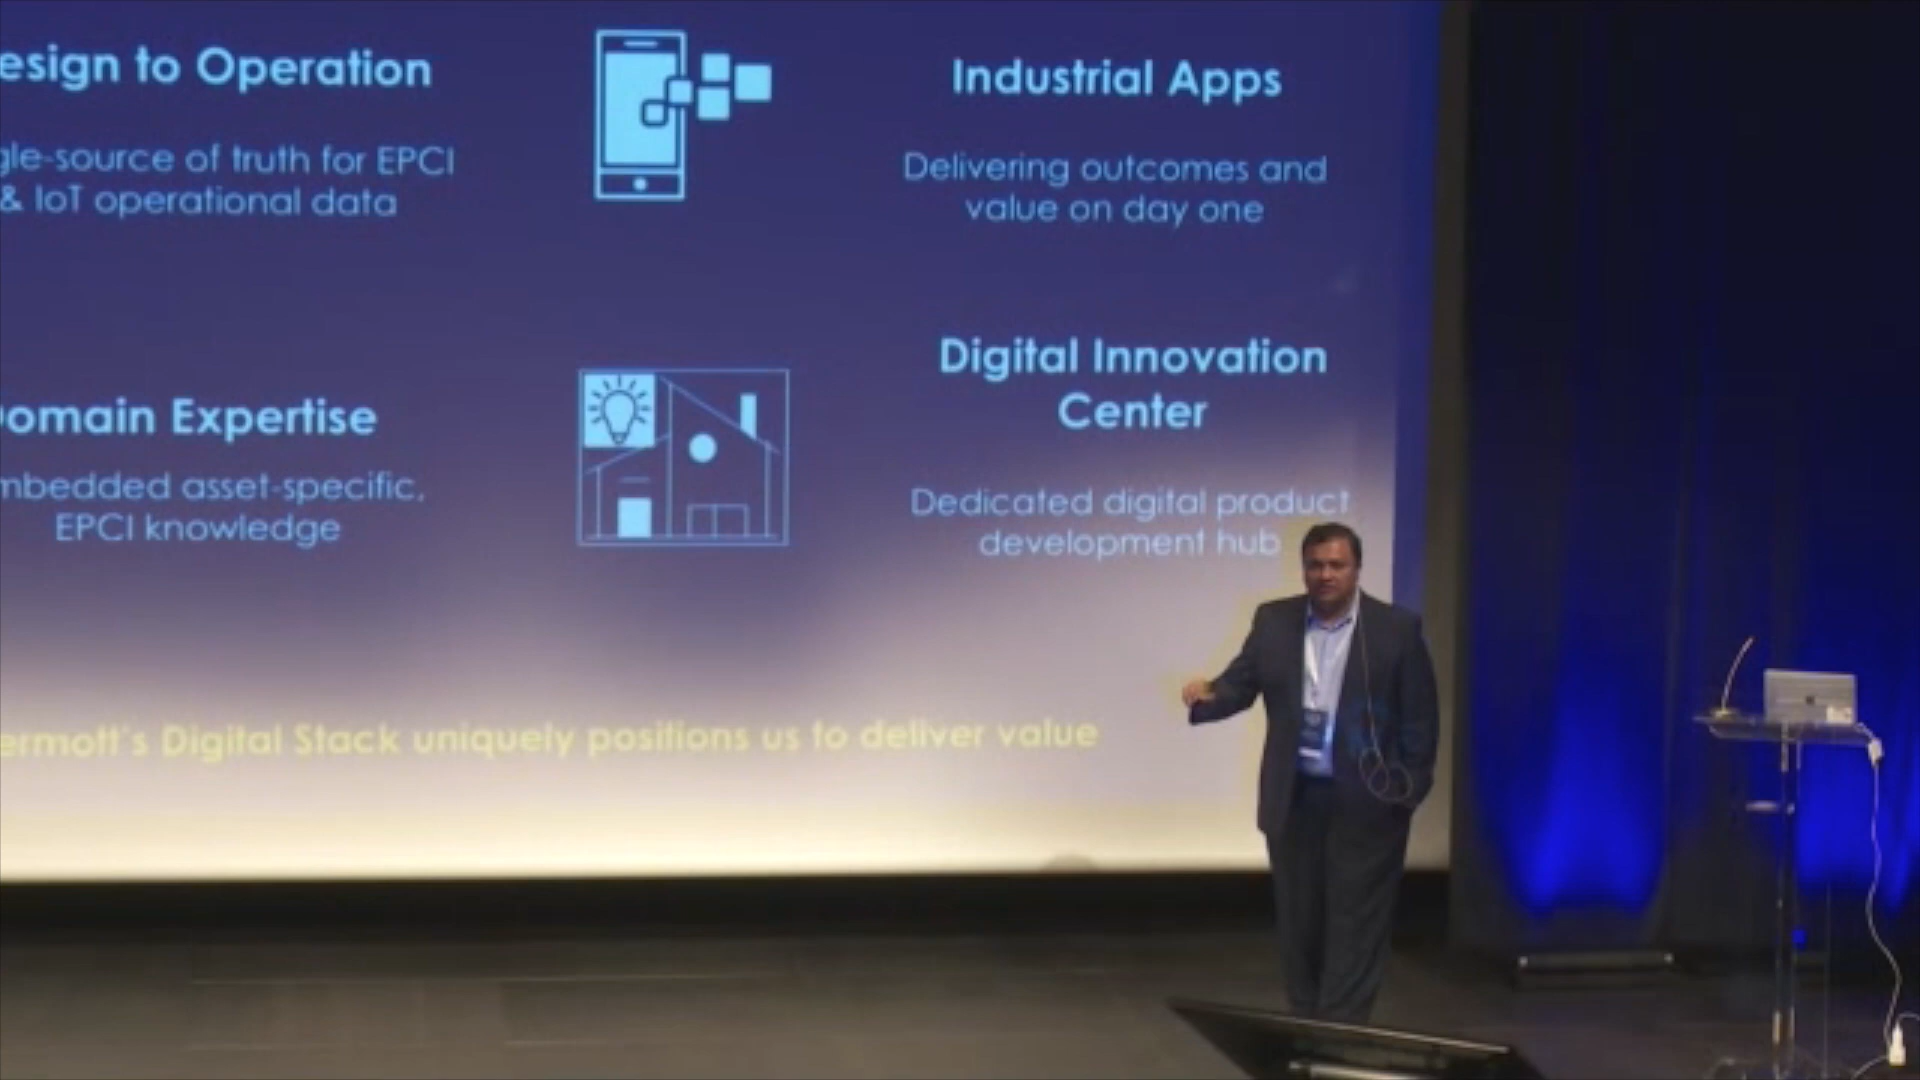 esign to Operation
gle-source of truth for EPCI
& IoT operational data
Industrial Apps
Delivering outcomes and
value on day one
omain Expertise
mbedded asset-specific,
EPCI knowledge
Digital Innovation
Center
Dedicated digital product
development hub
ermott's Digital Stack uniquely positions us to deliver value